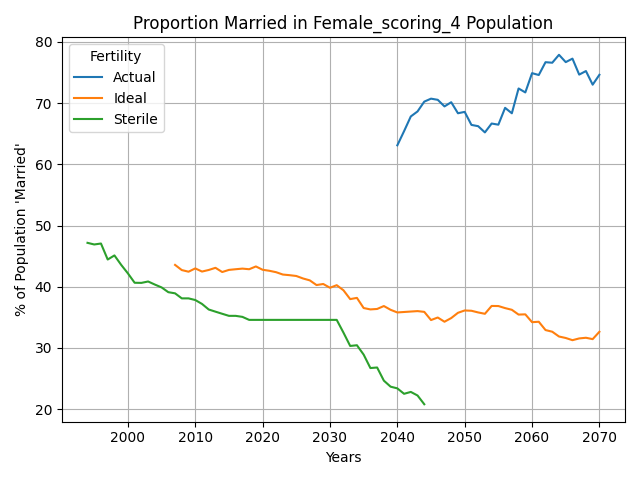 Proportion Married in Female_scoring_4 Population
Fertility
Actual
Ideal
Sterile
% of Population 'Married'
80
70
60
50
40
30
20
2000
2010
2020
2030
2040
2050
2060
2070
Years